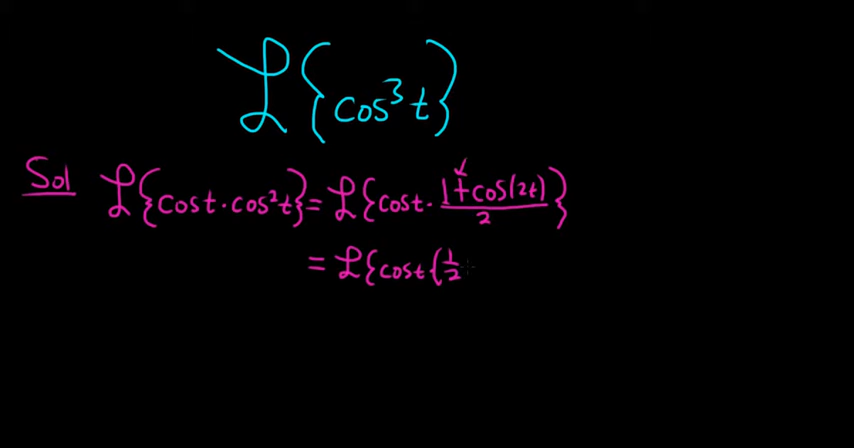 ℒ{cos³t}
Sol ℒ{cost·cos²t} = ℒ{cost·(1+cos(2t))/2}
= ℒ{cost(1/2